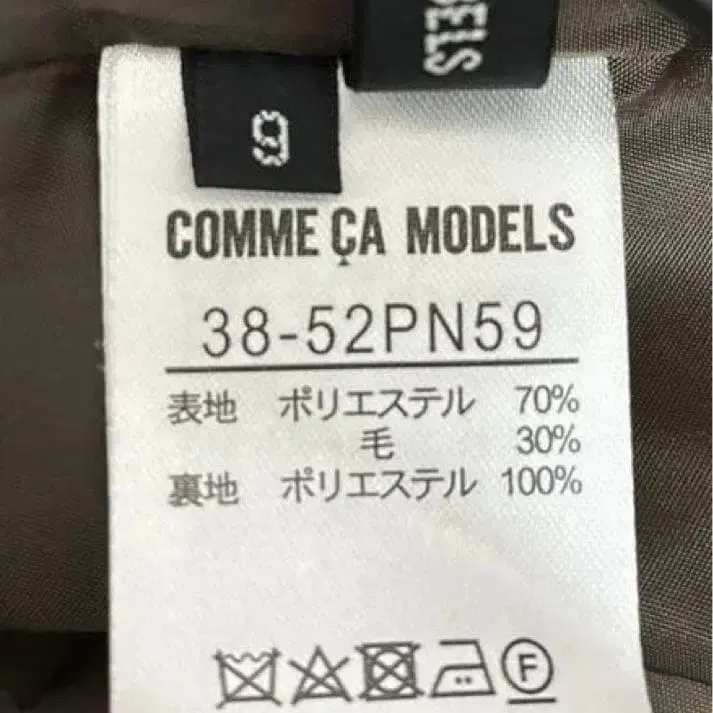 ELS
9
COMME ÇA MODELS
38-52PN59
表地 ポリエステル 70%
毛 30%
裏地 ポリエステル 100%
F